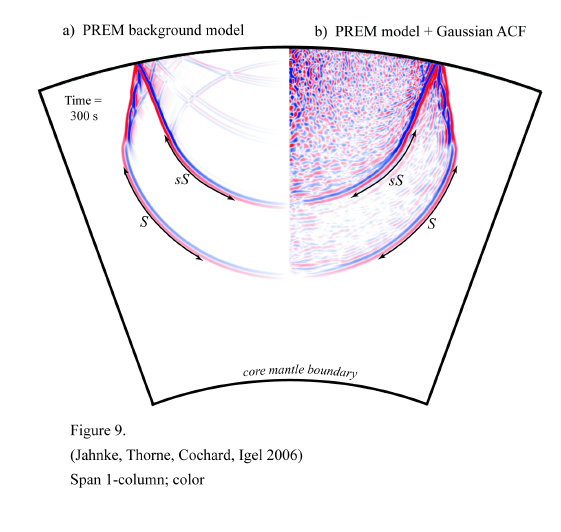 a) PREM background model
b) PREM model + Gaussian ACF
Time =
300 s
sS
sS
S
S
core mantle boundary
Figure 9.
(Jahnke, Thorne, Cochard, Igel 2006)
Span 1-column; color